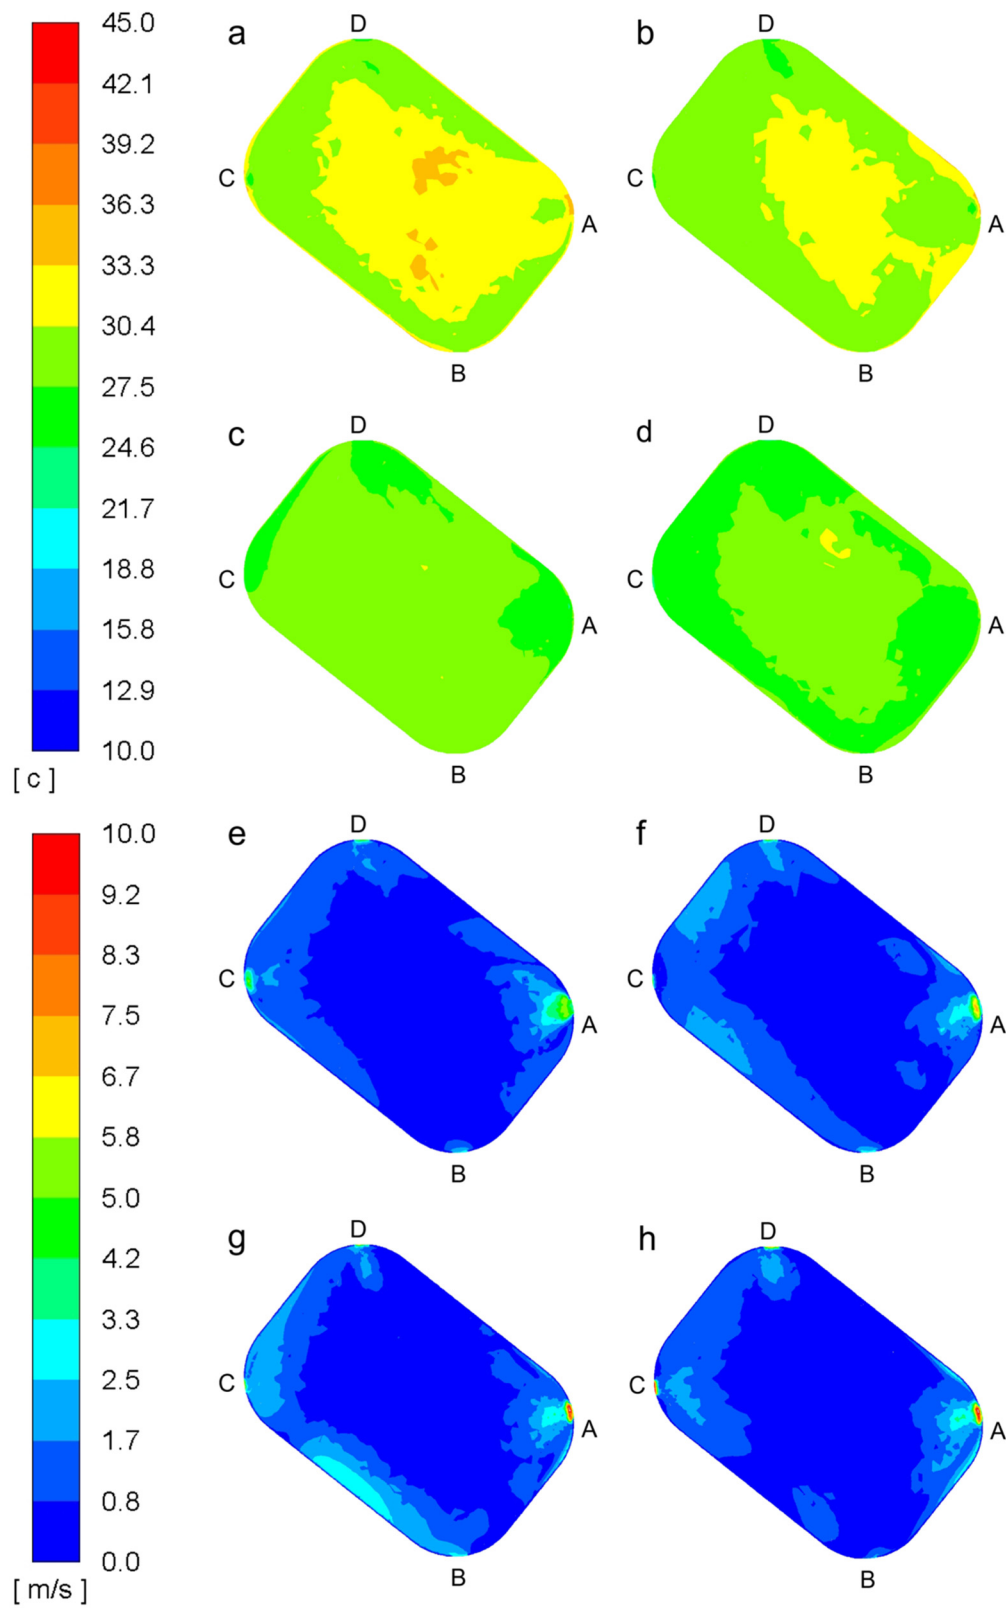 45.0
42.1
39.2
36.3
33.3
30.4
27.5
24.6
21.7
18.8
15.8
12.9
10.0
[ c ]
a
D
C
A
B
b
D
C
A
B
c
D
C
A
B
d
D
C
A
B
10.0
9.2
8.3
7.5
6.7
5.8
5.0
4.2
3.3
2.5
1.7
0.8
0.0
[ m/s ]
e
D
C
A
B
f
D
C
A
B
g
D
C
A
B
h
D
C
A
B